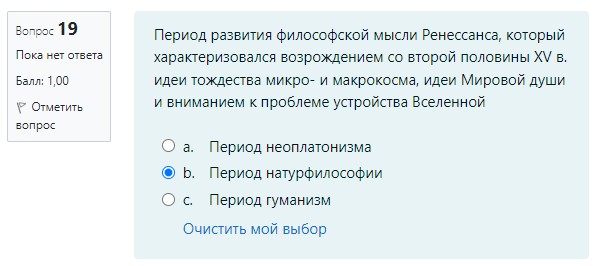 Вопрос 19
Пока нет ответа
Балл: 1,00
Отметить
вопрос
Период развития философской мысли Ренессанса, который
характеризовался возрождением со второй половины XV в.
идеи тождества микро- и макрокосма, идеи Мировой души
и вниманием к проблеме устройства Вселенной
a. Период неоплатонизма
b. Период натурфилософии
c. Период гуманизм
Очистить мой выбор